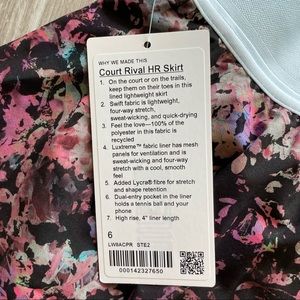 WHY WE MADE THIS
Court Rival HR Skirt
1. On the court or on the trails,
keep them on their toes in this
lined lightweight skirt
2. Swift fabric is lightweight,
four-way stretch,
sweat-wicking, and quick-drying
3. Feel the love—100% of the
polyester in this fabric is
recycled
4. Luxtreme™ fabric liner has mesh
panels for ventilation and is
sweat-wicking and four-way
stretch with a cool, smooth
feel
5. Added Lycra® fibre for stretch
and shape retention
6. Dual-entry pocket in the liner
holds a tennis ball and your
phone
7. High rise, 4" liner length
6
LW8ACPR STE2
000142327650